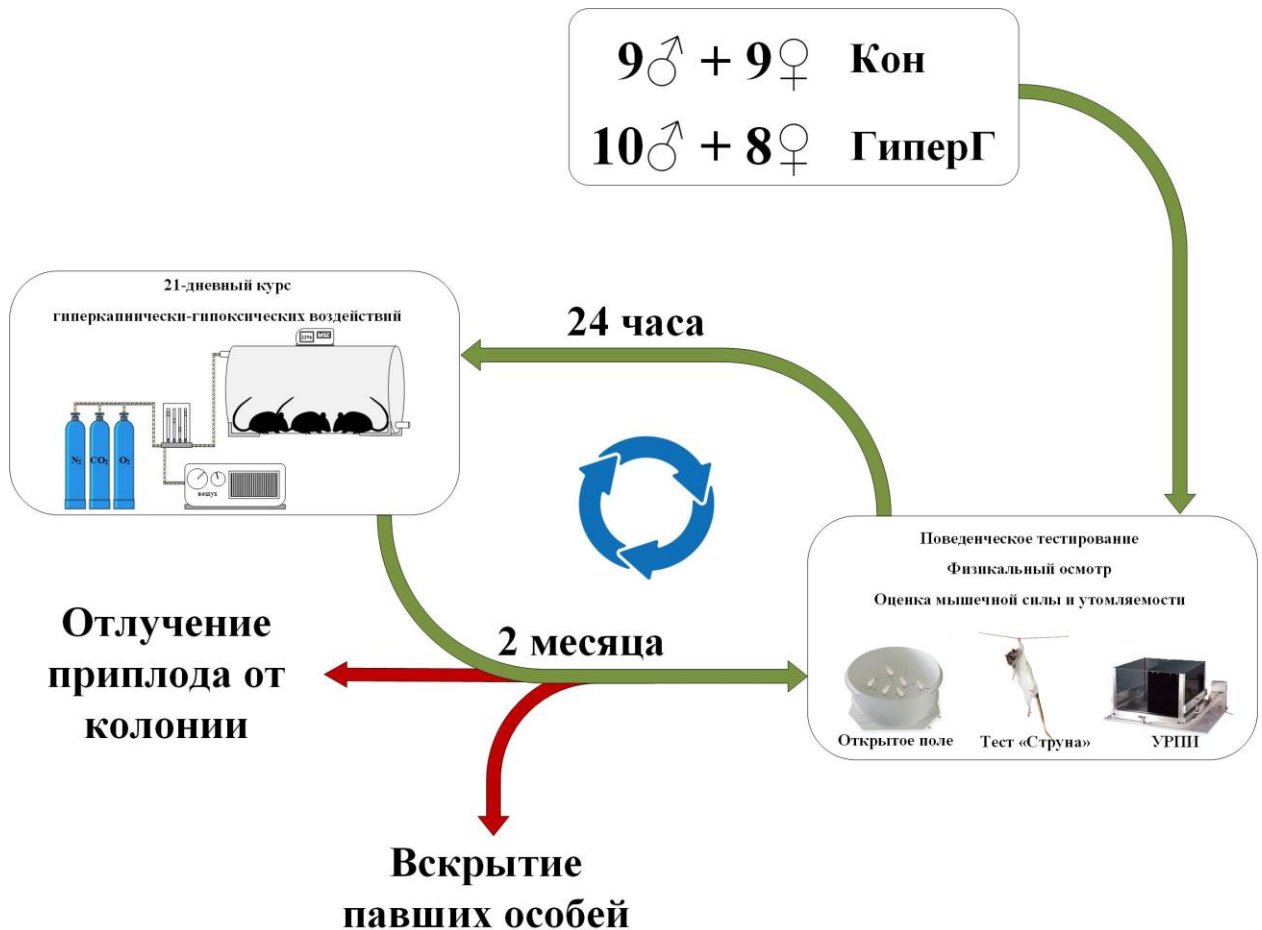 9♂ + 9♀ Кон
10♂ + 8♀ ГиперГ
21-дневный курс
гиперкапнически-гипоксических воздействий
N₂ CO₂ O₂
воздух
24 часа
Поведенческое тестирование
Физикальный осмотр
Оценка мышечной силы и утомляемости
Открытое поле
Тест «Струна»
УРПИ
2 месяца
Отлучение
приплода от
колонии
Вскрытие
павших особей